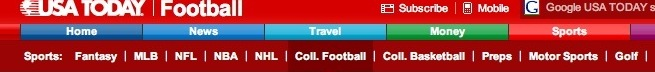 USA TODAY. Football Subscribe | Mobile G Google USA TODAY s
Home News Travel Money Sports
Sports: Fantasy | MLB | NFL | NBA | NHL | Coll. Football | Coll. Basketball | Preps | Motor Sports | Golf |